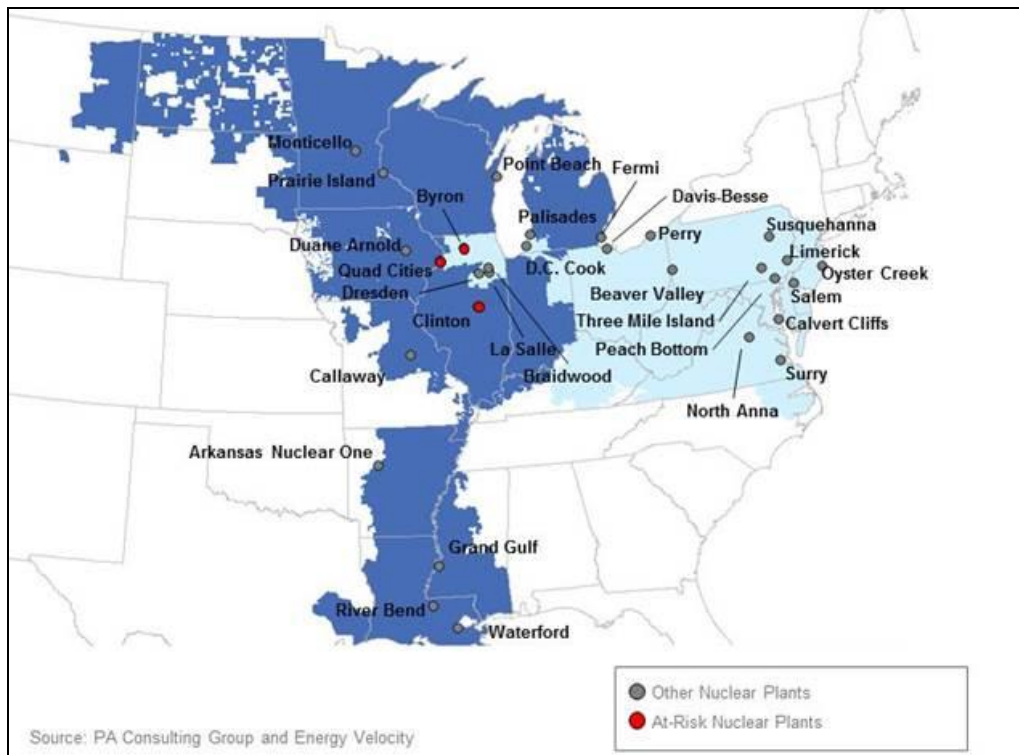 Monticello
Point Beach
Fermi
Prairie Island
Byron
Palisades
Davis-Besse
Duane Arnold
Perry
Susquehanna
Limerick
Quad Cities
D.C. Cook
Oyster Creek
Dresden
Beaver Valley
Salem
Clinton
Three Mile Island
Calvert Cliffs
La Salle
Peach Bottom
Callaway
Braidwood
Surry
North Anna
Arkansas Nuclear One
Grand Gulf
River Bend
Waterford
Other Nuclear Plants
At-Risk Nuclear Plants
Source: PA Consulting Group and Energy Velocity